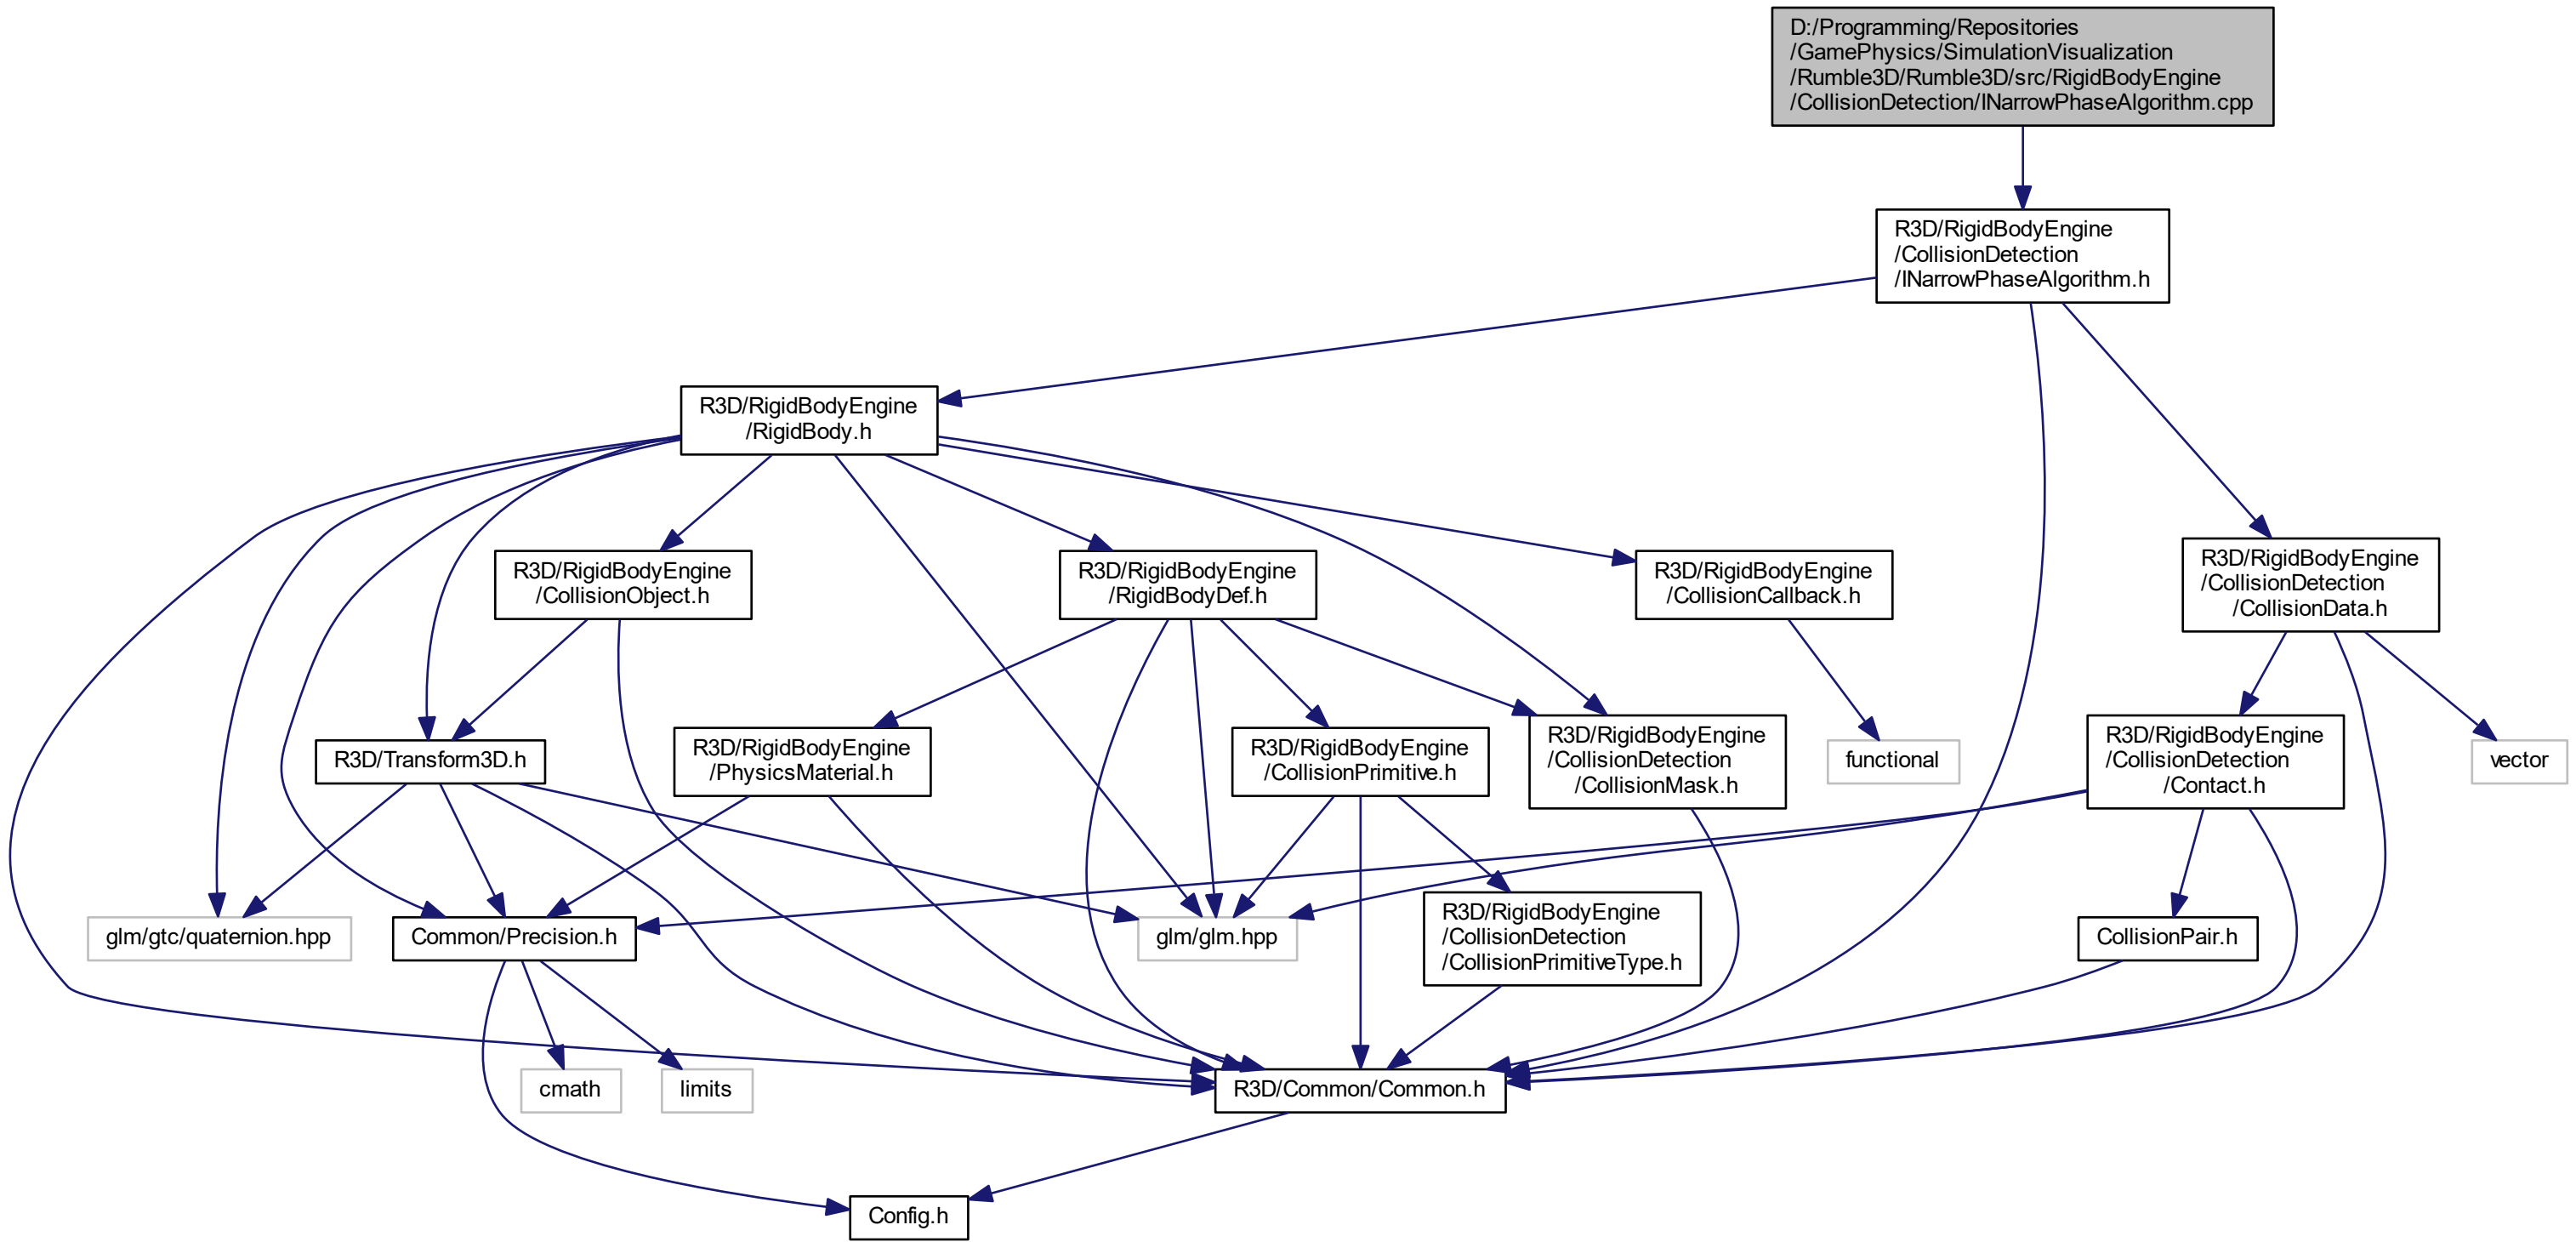 D:/Programming/Repositories
/GamePhysics/SimulationVisualization
/Rumble3D/Rumble3D/src/RigidBodyEngine
/CollisionDetection/INarrowPhaseAlgorithm.cpp
R3D/RigidBodyEngine
/CollisionDetection
/INarrowPhaseAlgorithm.h
R3D/RigidBodyEngine
/RigidBody.h
R3D/RigidBodyEngine
/CollisionObject.h
R3D/RigidBodyEngine
/RigidBodyDef.h
R3D/RigidBodyEngine
/CollisionCallback.h
R3D/RigidBodyEngine
/CollisionDetection
/CollisionData.h
R3D/Transform3D.h
R3D/RigidBodyEngine
/PhysicsMaterial.h
R3D/RigidBodyEngine
/CollisionPrimitive.h
R3D/RigidBodyEngine
/CollisionDetection
/CollisionMask.h
functional
R3D/RigidBodyEngine
/CollisionDetection
/Contact.h
vector
glm/gtc/quaternion.hpp
Common/Precision.h
glm/glm.hpp
R3D/RigidBodyEngine
/CollisionDetection
/CollisionPrimitiveType.h
CollisionPair.h
cmath
limits
R3D/Common/Common.h
Config.h